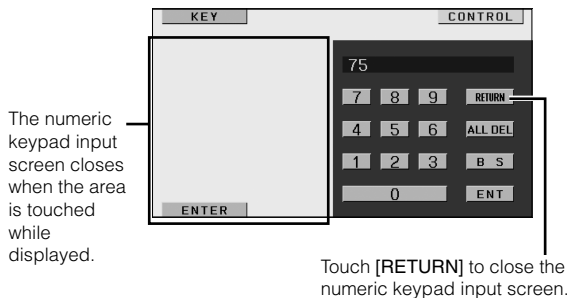 KEY
CONTROL
75
7 8 9 RETURN
4 5 6 ALL DEL
1 2 3 B S
0 ENT
ENTER
The numeric
keypad input
screen closes
when the area
is touched
while
displayed.
Touch [RETURN] to close the
numeric keypad input screen.